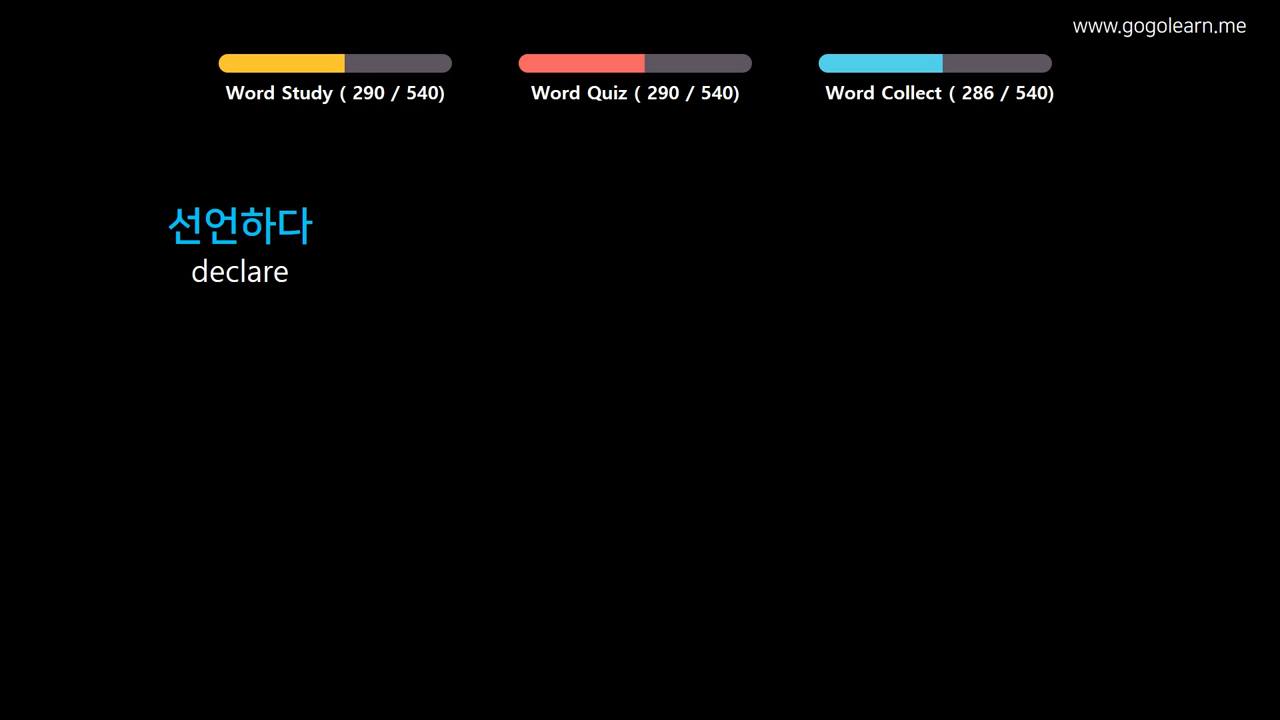 www.gogolearn.me
Word Study ( 290 / 540)
Word Quiz ( 290 / 540)
Word Collect ( 286 / 540)
선언하다
declare